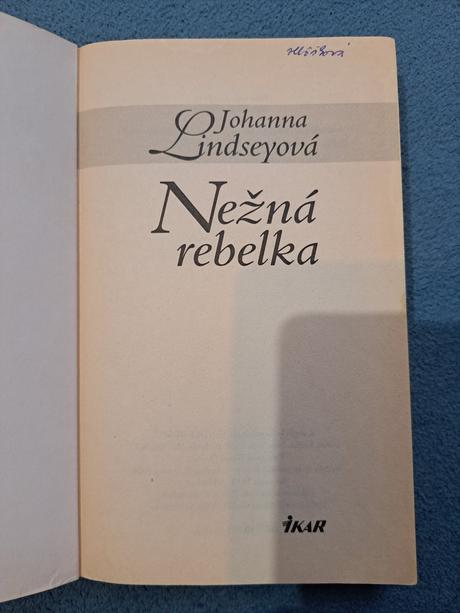 Johanna
Lindseyová
Nežná
rebelka
IKAR